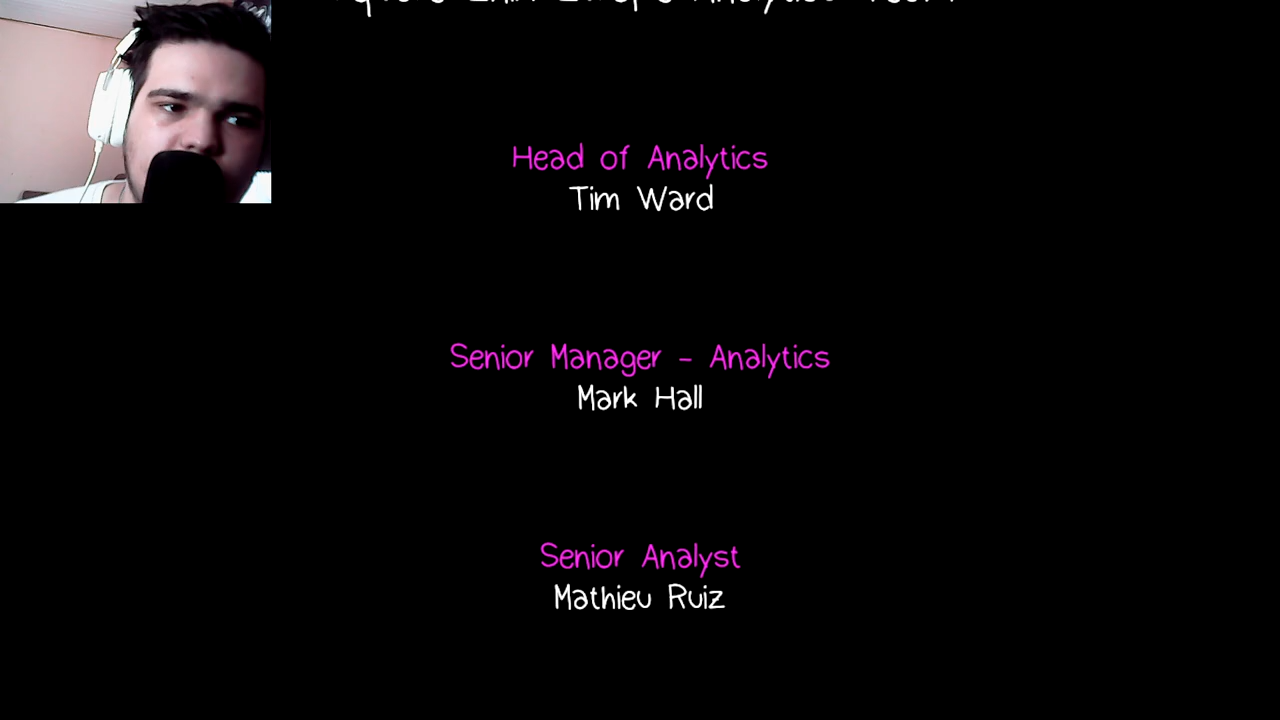 Head of Analytics
Tim Ward
Senior Manager - Analytics
Mark Hall
Senior Analyst
Mathieu Ruiz